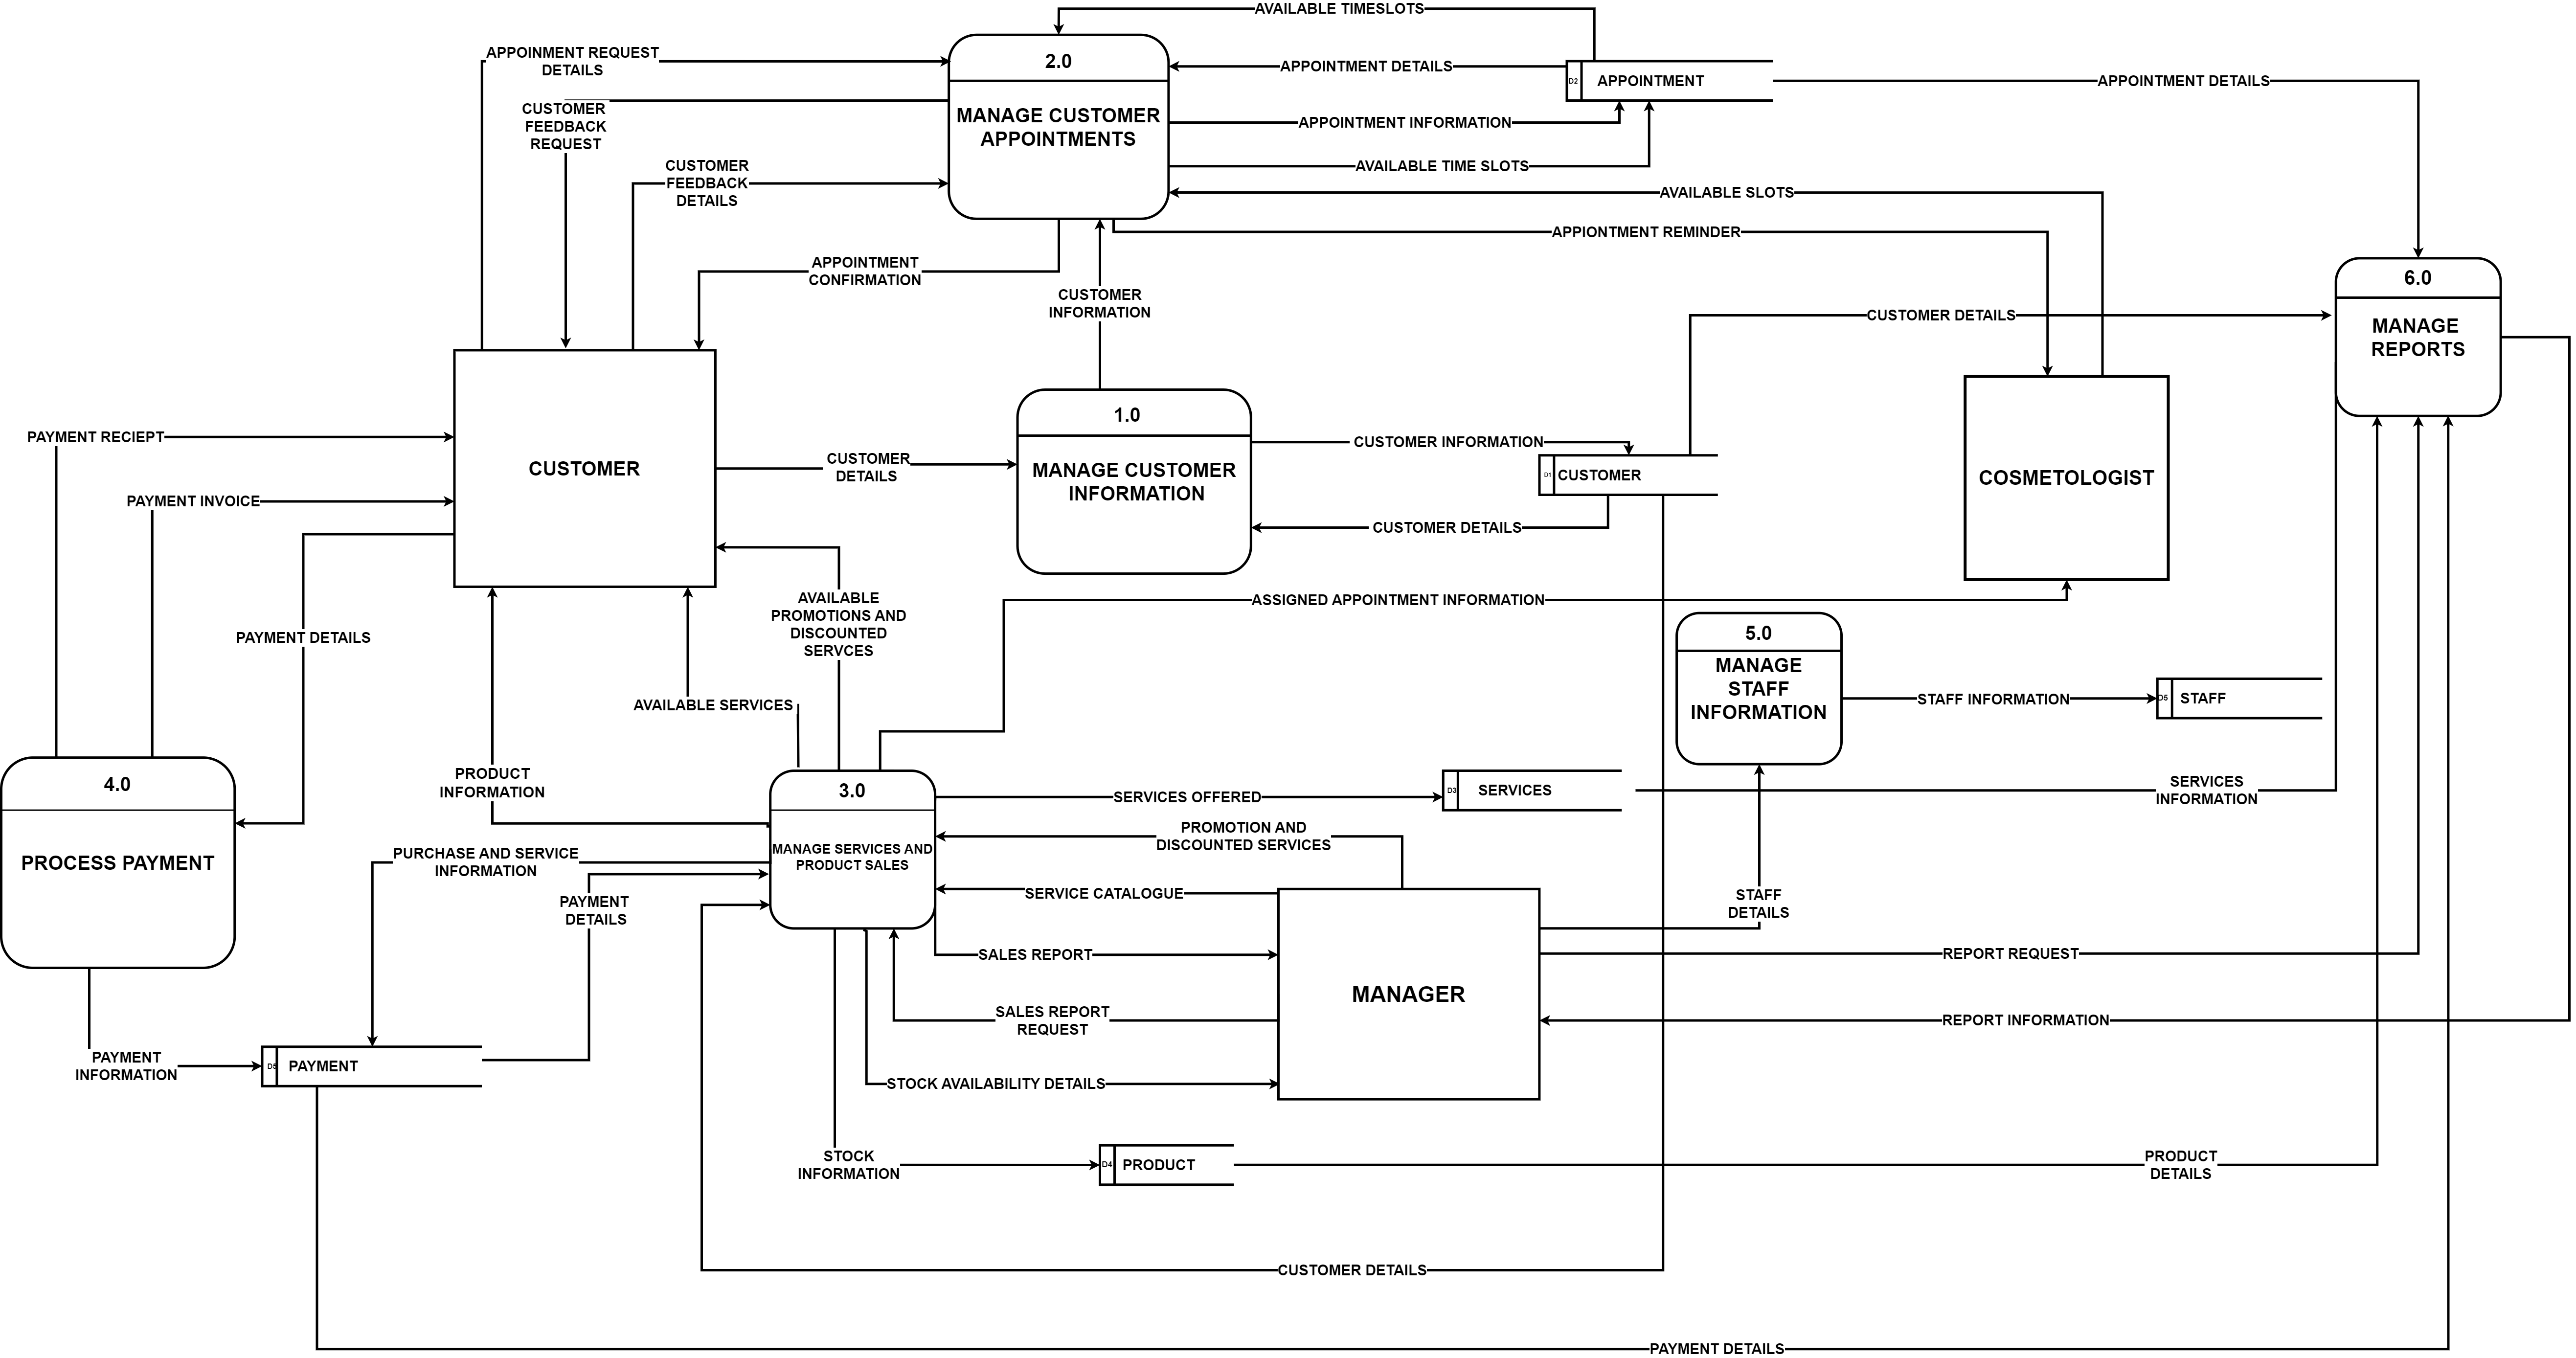 AVAILABLE TIMESLOTS
APPOINMENT REQUEST
DETAILS
2.0
MANAGE CUSTOMER
APPOINTMENTS
APPOINTMENT DETAILS
D2
APPOINTMENT
APPOINTMENT DETAILS
CUSTOMER
FEEDBACK
REQUEST
APPOINTMENT INFORMATION
CUSTOMER
FEEDBACK
DETAILS
AVAILABLE TIME SLOTS
AVAILABLE SLOTS
APPIONTMENT REMINDER
APPOINTMENT
CONFIRMATION
CUSTOMER
INFORMATION
6.0
MANAGE
REPORTS
CUSTOMER DETAILS
PAYMENT RECIEPT
CUSTOMER
CUSTOMER
DETAILS
1.0
MANAGE CUSTOMER
INFORMATION
CUSTOMER INFORMATION
D1
CUSTOMER
COSMETOLOGIST
PAYMENT INVOICE
CUSTOMER DETAILS
AVAILABLE
PROMOTIONS AND
DISCOUNTED
SERVCES
ASSIGNED APPOINTMENT INFORMATION
PAYMENT DETAILS
5.0
MANAGE
STAFF
INFORMATION
STAFF INFORMATION
D5
STAFF
AVAILABLE SERVICES
4.0
PROCESS PAYMENT
PRODUCT
INFORMATION
3.0
MANAGE SERVICES AND
PRODUCT SALES
SERVICES OFFERED
D3
SERVICES
SERVICES
INFORMATION
PROMOTION AND
DISCOUNTED SERVICES
PURCHASE AND SERVICE
INFORMATION
SERVICE CATALOGUE
PAYMENT
DETAILS
STAFF
DETAILS
SALES REPORT
REPORT REQUEST
MANAGER
SALES REPORT
REQUEST
REPORT INFORMATION
PAYMENT
INFORMATION
PAYMENT
STOCK AVAILABILITY DETAILS
STOCK
INFORMATION
D4
PRODUCT
PRODUCT
DETAILS
CUSTOMER DETAILS
PAYMENT DETAILS